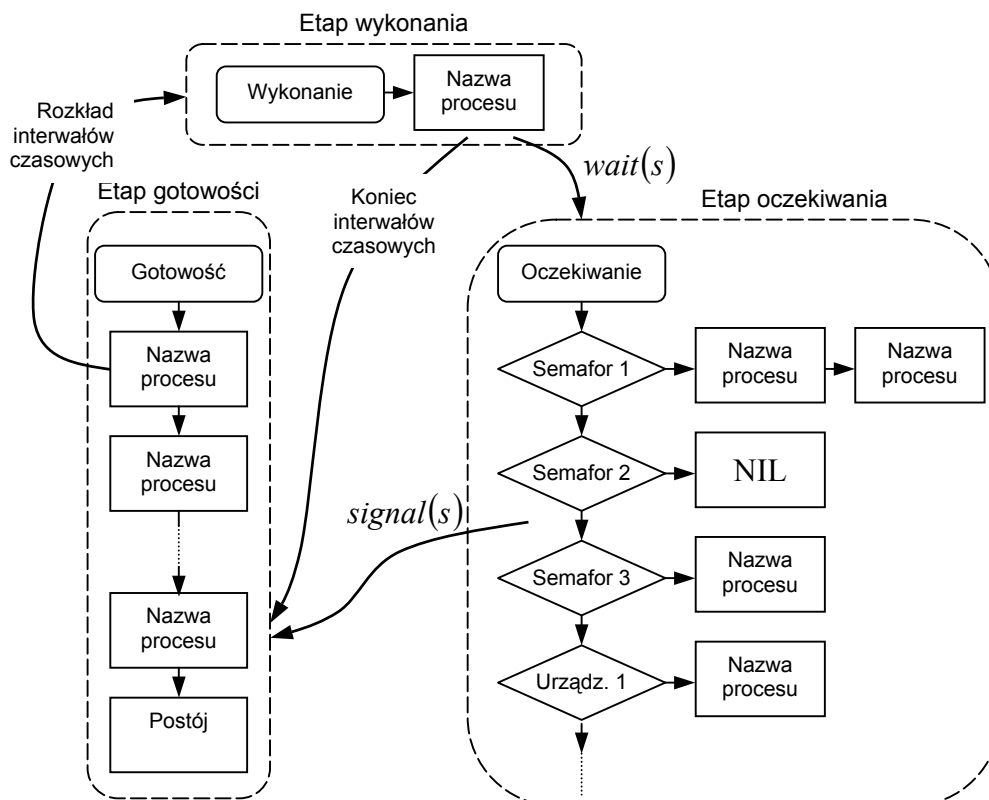 Etap wykonania
Wykonanie
Nazwa
procesu
Rozkład
interwałów
czasowych
wait(s)
Etap gotowości
Koniec
interwałów
czasowych
Etap oczekiwania
Gotowość
Nazwa
procesu
Nazwa
procesu
Nazwa
procesu
Postój
signal(s)
Oczekiwanie
Semafor 1
Nazwa
procesu
Nazwa
procesu
Semafor 2
NIL
Semafor 3
Nazwa
procesu
Urządz. 1
Nazwa
procesu